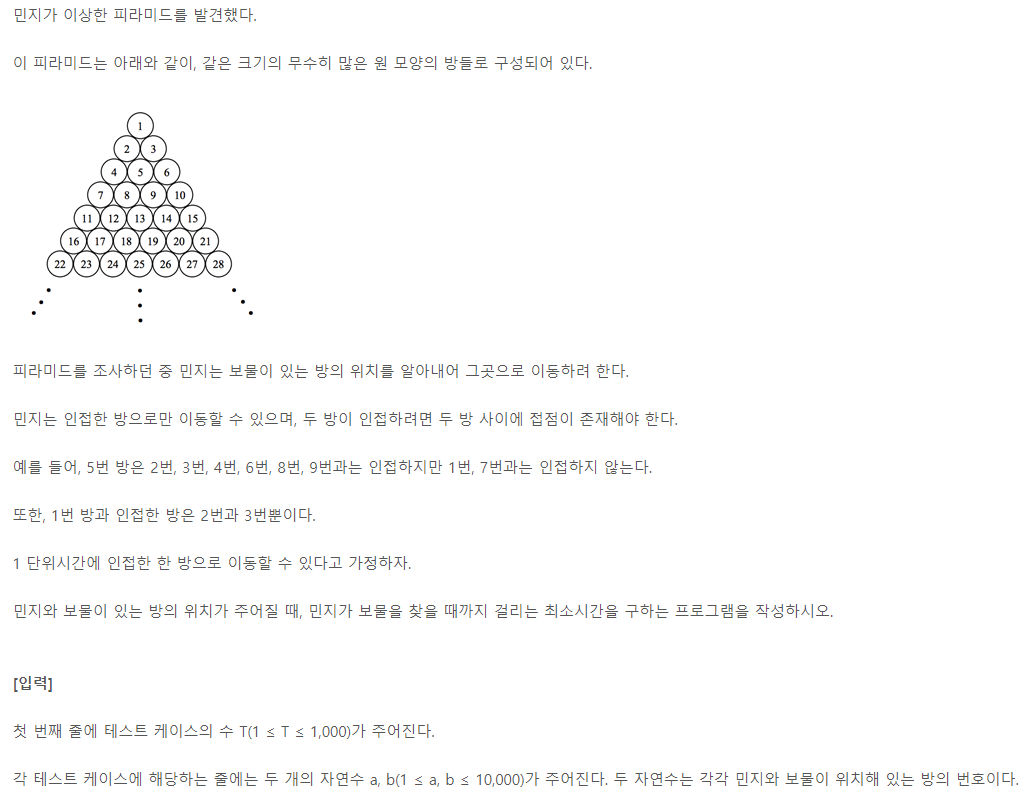 민지가 이상한 피라미드를 발견했다.
이 피라미드는 아래와 같이, 같은 크기의 무수히 많은 원 모양의 방들로 구성되어 있다.
1
2 3
4 5 6
7 8 9 10
11 12 13 14 15
16 17 18 19 20 21
22 23 24 25 26 27 28
피라미드를 조사하던 중 민지는 보물이 있는 방의 위치를 알아내어 그곳으로 이동하려 한다.
민지는 인접한 방으로만 이동할 수 있으며, 두 방이 인접하려면 두 방 사이에 접점이 존재해야 한다.
예를 들어, 5번 방은 2번, 3번, 4번, 6번, 8번, 9번과는 인접하지만 1번, 7번과는 인접하지 않는다.
또한, 1번 방과 인접한 방은 2번과 3번뿐이다.
1 단위시간에 인접한 한 방으로 이동할 수 있다고 가정하자.
민지와 보물이 있는 방의 위치가 주어질 때, 민지가 보물을 찾을 때까지 걸리는 최소시간을 구하는 프로그램을 작성하시오.
[입력]
첫 번째 줄에 테스트 케이스의 수 T(1 ≤ T ≤ 1,000)가 주어진다.
각 테스트 케이스에 해당하는 줄에는 두 개의 자연수 a, b(1 ≤ a, b ≤ 10,000)가 주어진다. 두 자연수는 각각 민지와 보물이 위치해 있는 방의 번호이다.